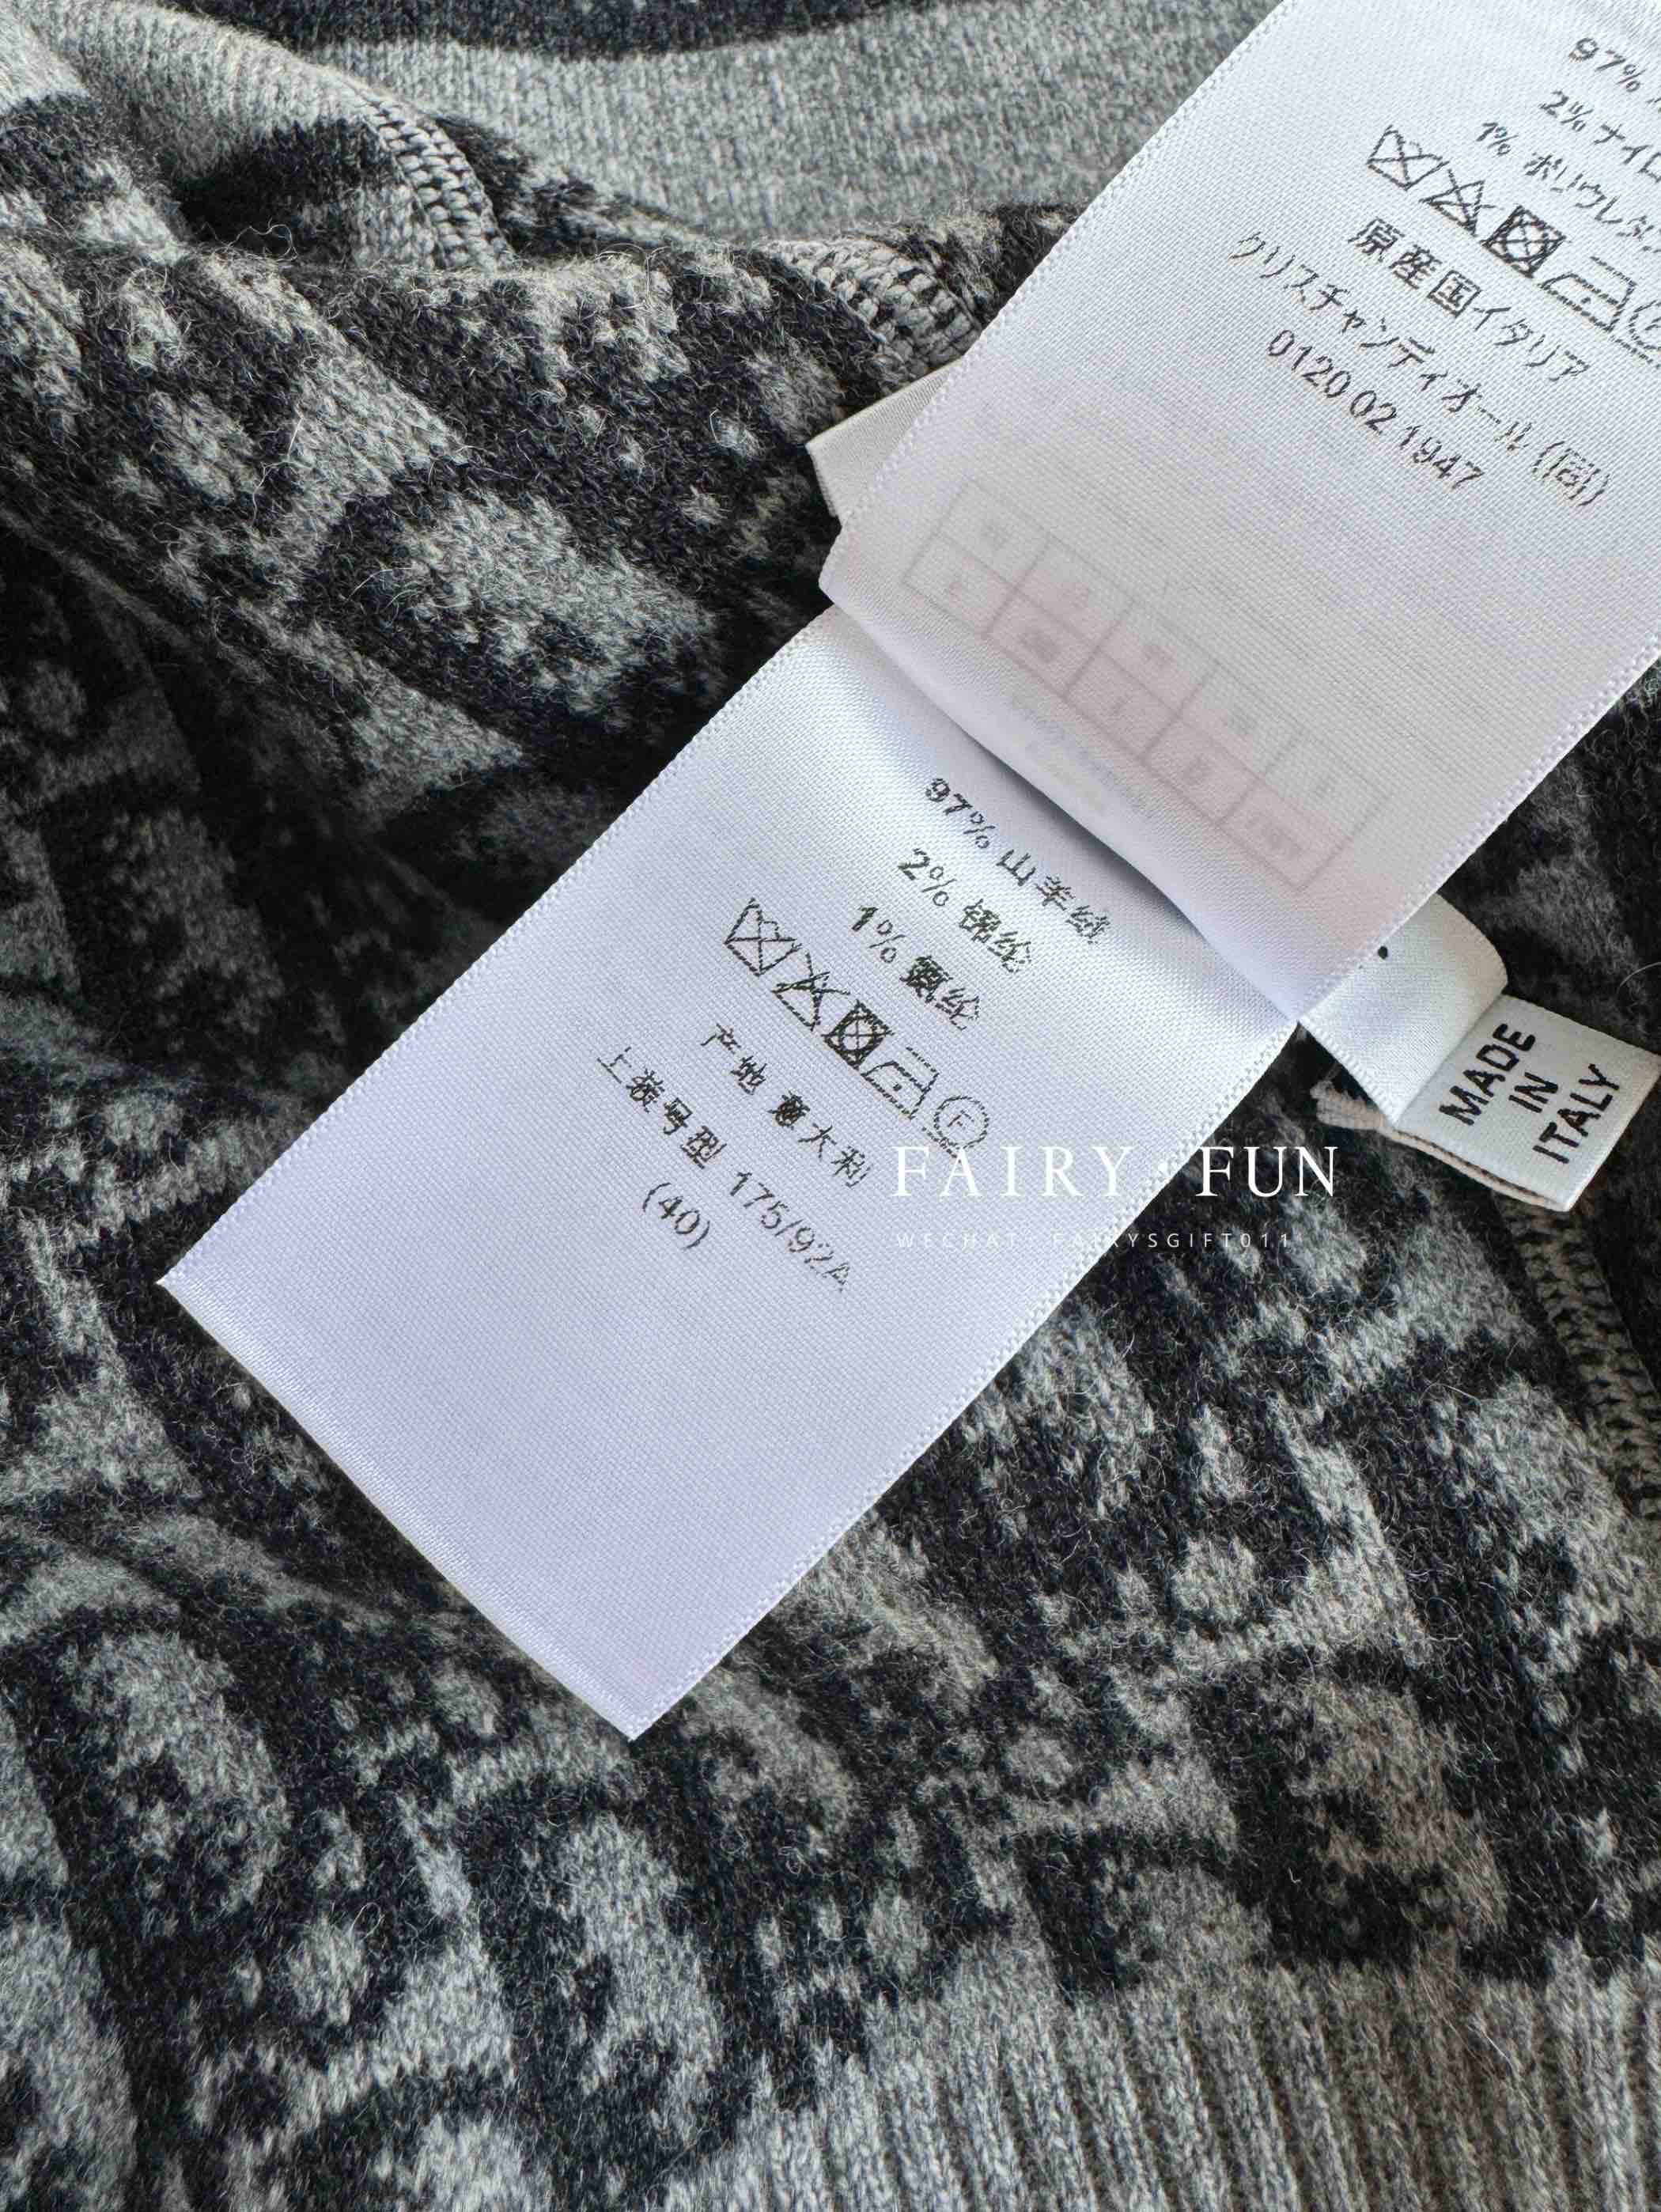 97%
2% ナイロ
1% ポリウレタ
原産国イタリア
クリスチャンディオール(同)
0120 02 1947
97% 山羊绒
2% 锦纶
1% 氨纶
F
产地 意大利
上装号型 175/92A
(40)
MADE
IN
ITALY
FAIRY FUN
WECHAT: FAIRYSGIFT011